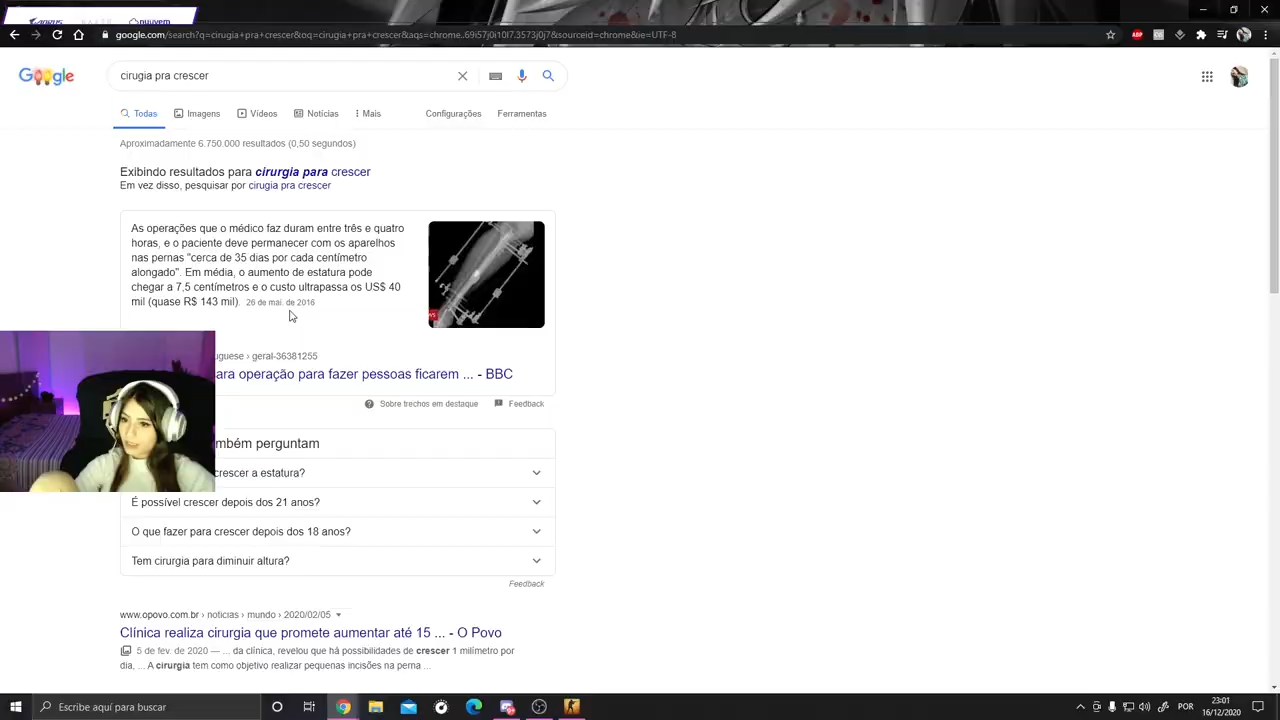 AORUS
nuuvem
google.com/search?q=cirugia+pra+crescer&oq=cirugia+pra+crescer&aqs=chrome..69i57j0i10l7.3573j0j7&sourceid=chrome&ie=UTF-8
ABP
Google
cirugia pra crescer
Todas
Imagens
Vídeos
Notícias
Mais
Configurações
Ferramentas
Aproximadamente 6.750.000 resultados (0,50 segundos)
Exibindo resultados para cirurgia para crescer
Em vez disso, pesquisar por cirugia pra crescer
As operações que o médico faz duram entre três e quatro
horas, e o paciente deve permanecer com os aparelhos
nas pernas "cerca de 35 dias por cada centímetro
alongado". Em média, o aumento de estatura pode
chegar a 7,5 centímetros e o custo ultrapassa os US$ 40
mil (quase R$ 143 mil). 26 de mai. de 2016
uguese › geral-36381255
ara operação para fazer pessoas ficarem ... - BBC
Sobre trechos em destaque
Feedback
mbém perguntam
crescer a estatura?
É possível crescer depois dos 21 anos?
O que fazer para crescer depois dos 18 anos?
Tem cirurgia para diminuir altura?
Feedback
www.opovo.com.br › noticias › mundo › 2020/02/05
Clínica realiza cirurgia que promete aumentar até 15 ... - O Povo
5 de fev. de 2020 — ... da clínica, revelou que há possibilidades de crescer 1 milímetro por
dia, ... A cirurgia tem como objetivo realizar pequenas incisões na perna ...
Escribe aquí para buscar
POR
23:01
16/12/2020